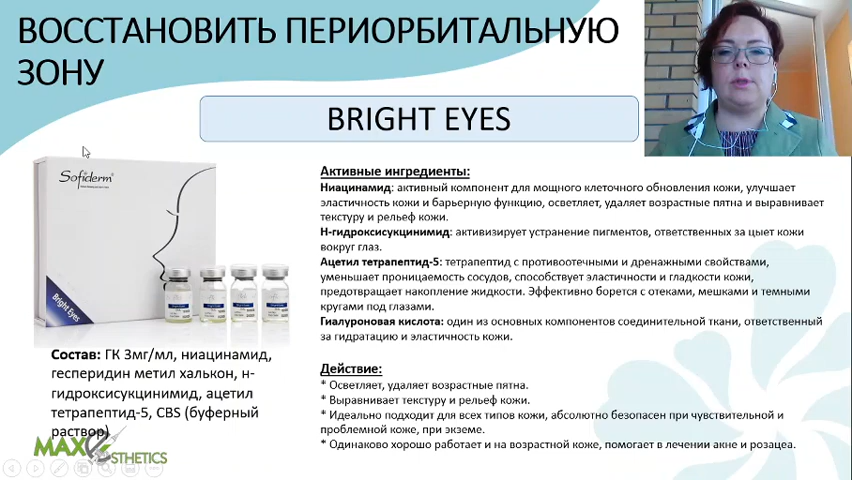 ВОССТАНОВИТЬ ПЕРИОРБИТАЛЬНУЮ
ЗОНУ
BRIGHT EYES
Sofiderm
Bright Eyes
Активные ингредиенты:
Ниацинамид: активный компонент для мощного клеточного обновления кожи, улучшает
эластичность кожи и барьерную функцию, осветляет, удаляет возрастные пятна и выравнивает
текстуру и рельеф кожи.
Н-гидроксисукцинимид: активизирует устранение пигментов, ответственных за цыет кожи
вокруг глаз.
Ацетил тетрапептид-5: тетрапептид с противоотечными и дренажными свойствами,
уменьшает проницаемость сосудов, способствует эластичности и гладкости кожи,
предотвращает накопление жидкости. Эффективно борется с отеками, мешками и темными
кругами под глазами.
Гиалуроновая кислота: один из основных компонентов соединительной ткани, ответственный
за гидратацию и эластичность кожи.
Действие:
* Осветляет, удаляет возрастные пятна.
* Выравнивает текстуру и рельеф кожи.
* Идеально подходит для всех типов кожи, абсолютно безопасен при чувствительной и
проблемной коже, при экземе.
* Одинаково хорошо работает и на возрастной коже, помогает в лечении акне и розацеа.
Состав: ГК 3мг/мл, ниацинамид,
гесперидин метил халькон, н-
гидроксисукцинимид, ацетил
тетрапептид-5, CBS (буферный
раствор)
MAX ESTHETICS